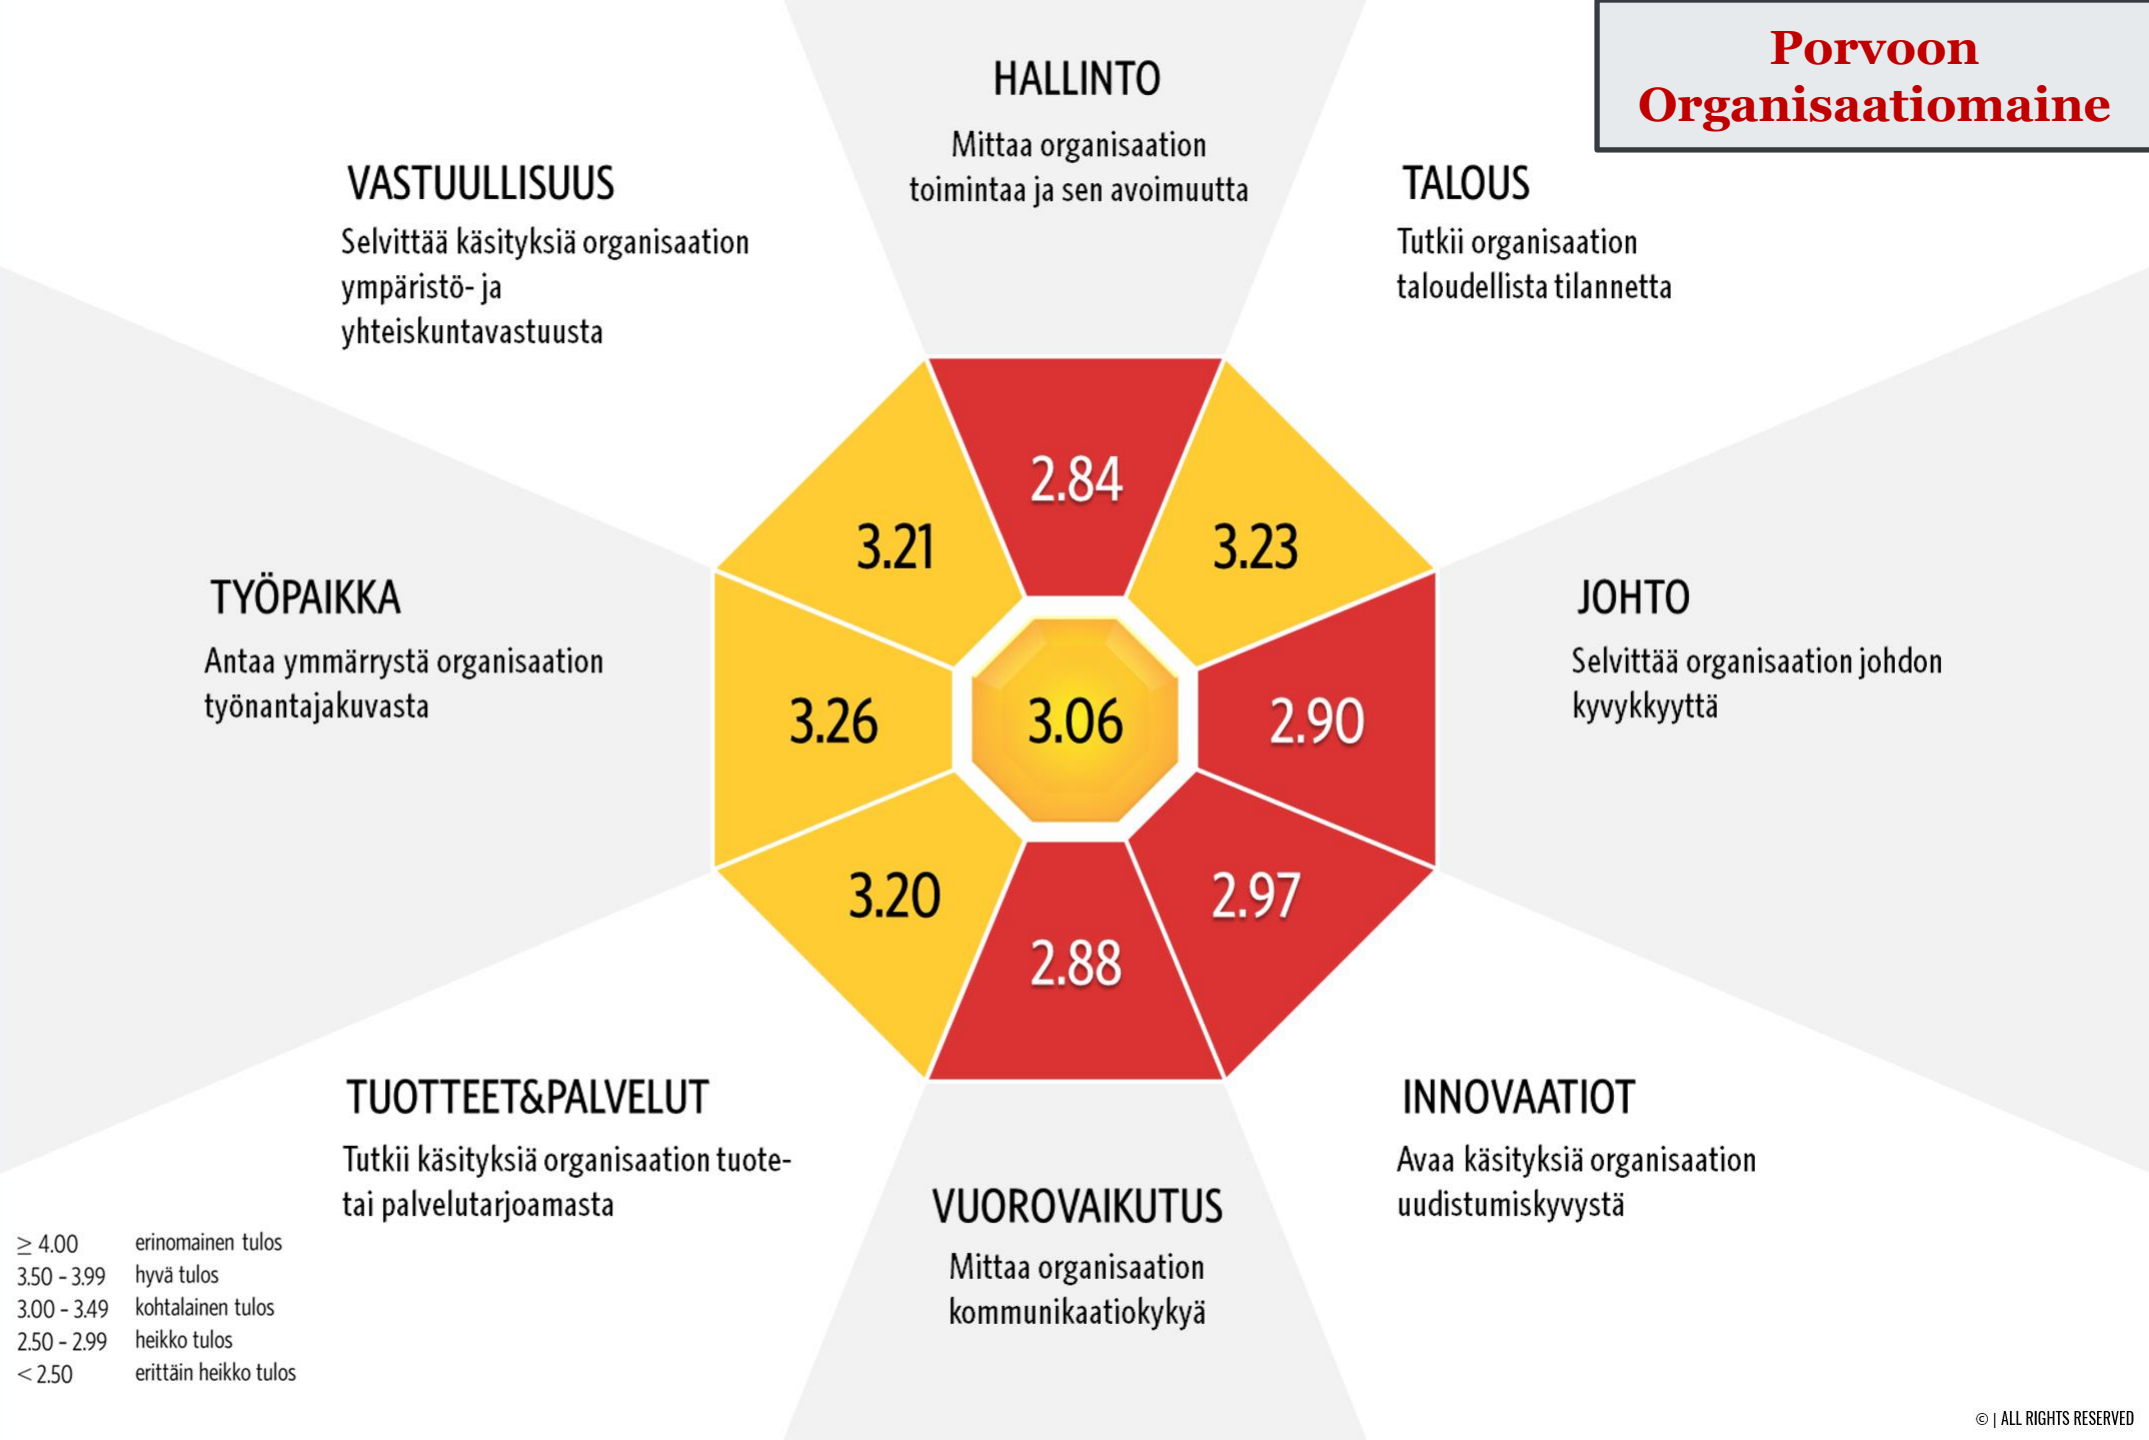 Porvoon
Organisaatiomaine
HALLINTO
Mittaa organisaation
toimintaa ja sen avoimuutta
VASTUULLISUUS
Selvittää käsityksiä organisaation
ympäristö- ja
yhteiskuntavastuusta
TALOUS
Tutkii organisaation
taloudellista tilannetta
2.84
3.21
3.23
TYÖPAIKKA
Antaa ymmärrystä organisaation
työnantajakuvasta
3.26
3.06
2.90
JOHTO
Selvittää organisaation johdon
kyvykkyyttä
3.20
2.97
2.88
TUOTTEET&PALVELUT
Tutkii käsityksiä organisaation tuote-
tai palvelutarjoamasta
VUOROVAIKUTUS
Mittaa organisaation
kommunikaatiokykyä
INNOVAATIOT
Avaa käsityksiä organisaation
uudistumiskyvystä
≥ 4.00 erinomainen tulos
3.50 – 3.99 hyvä tulos
3.00 – 3.49 kohtalainen tulos
2.50 – 2.99 heikko tulos
< 2.50 erittäin heikko tulos
© | ALL RIGHTS RESERVED